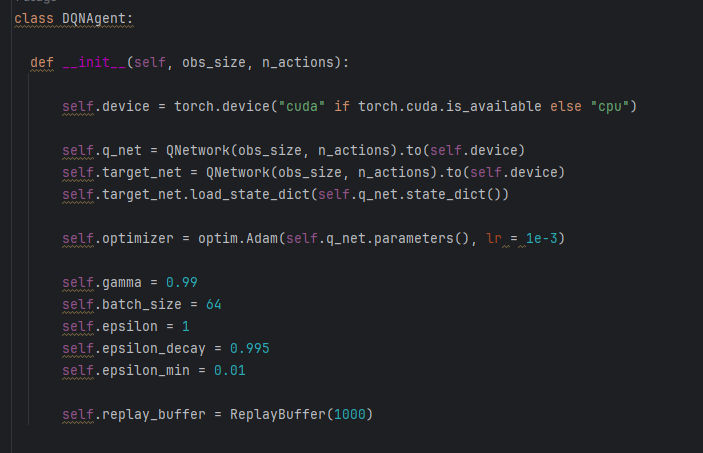 class DQNAgent:
def __init__(self, obs_size, n_actions):
self.device = torch.device("cuda" if torch.cuda.is_available else "cpu")
self.q_net = QNetwork(obs_size, n_actions).to(self.device)
self.target_net = QNetwork(obs_size, n_actions).to(self.device)
self.target_net.load_state_dict(self.q_net.state_dict())
self.optimizer = optim.Adam(self.q_net.parameters(), lr = 1e-3)
self.gamma = 0.99
self.batch_size = 64
self.epsilon = 1
self.epsilon_decay = 0.995
self.epsilon_min = 0.01
self.replay_buffer = ReplayBuffer(1000)